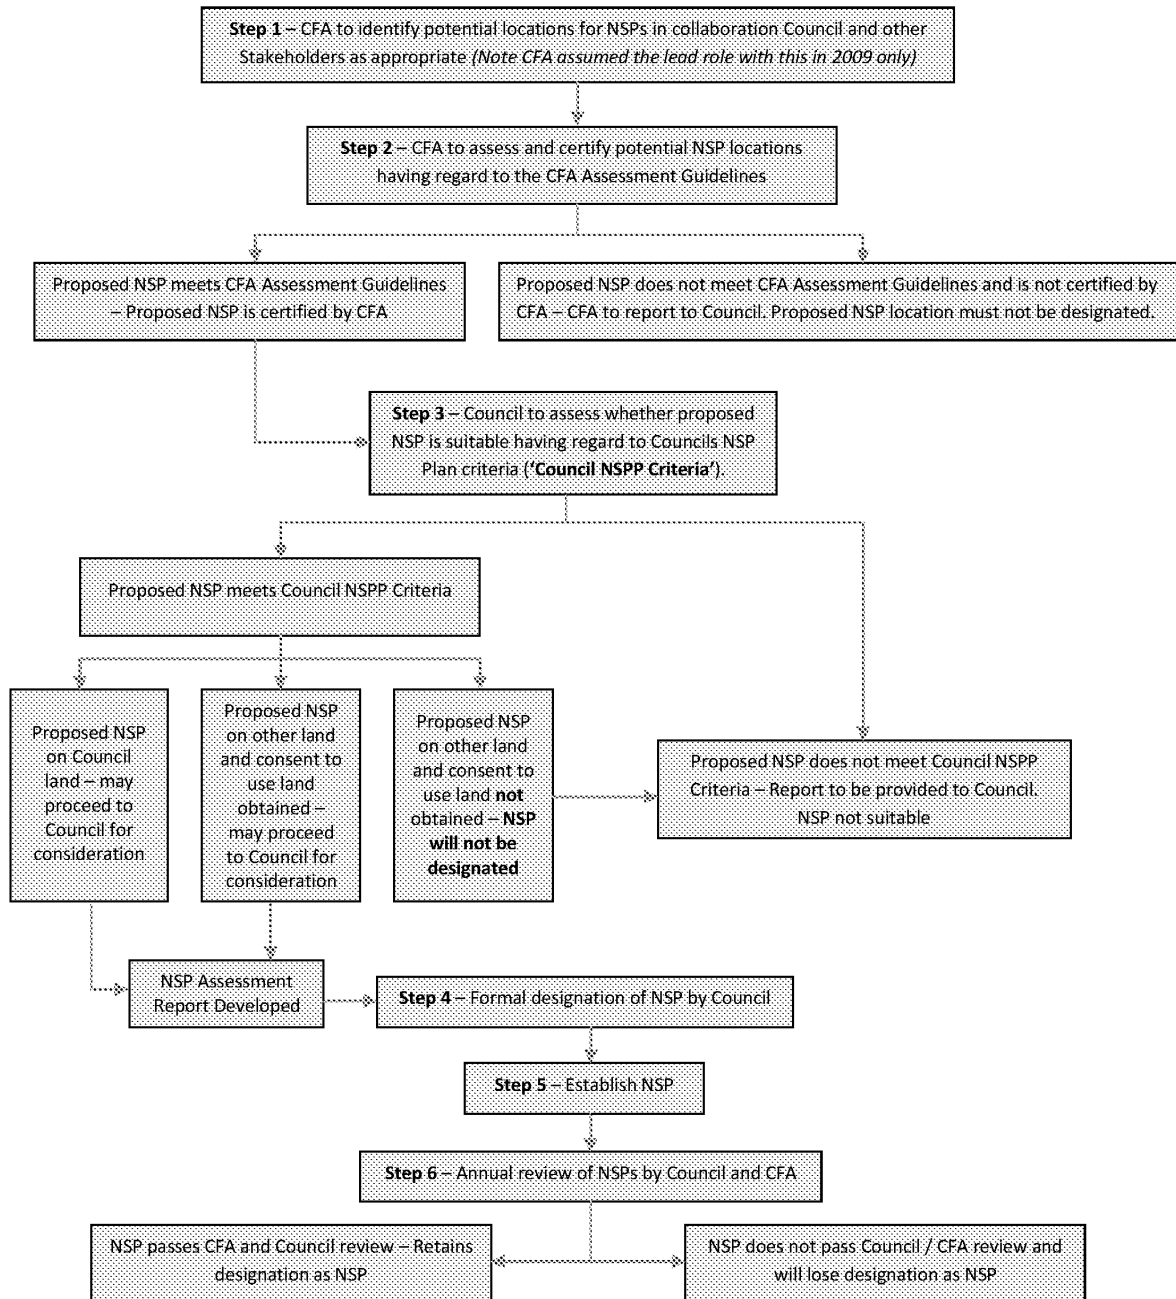 Step 1 – CFA to identify potential locations for NSPs in collaboration Council and other
Stakeholders as appropriate (Note CFA assumed the lead role with this in 2009 only)
Step 2 – CFA to assess and certify potential NSP locations
having regard to the CFA Assessment Guidelines
Proposed NSP meets CFA Assessment Guidelines
– Proposed NSP is certified by CFA
Proposed NSP does not meet CFA Assessment Guidelines and is not certified by
CFA – CFA to report to Council. Proposed NSP location must not be designated.
Step 3 – Council to assess whether proposed
NSP is suitable having regard to Councils NSP
Plan criteria (‘Council NSPP Criteria’).
Proposed NSP meets Council NSPP Criteria
Proposed NSP
on Council
land – may
proceed to
Council for
consideration
Proposed NSP
on other land
and consent to
use land
obtained –
may proceed
to Council for
consideration
Proposed NSP
on other land
and consent to
use land not
obtained – NSP
will not be
designated
Proposed NSP does not meet Council NSPP
Criteria – Report to be provided to Council.
NSP not suitable
NSP Assessment
Report Developed
Step 4 – Formal designation of NSP by Council
Step 5 – Establish NSP
Step 6 – Annual review of NSPs by Council and CFA
NSP passes CFA and Council review – Retains
designation as NSP
NSP does not pass Council / CFA review and
will lose designation as NSP